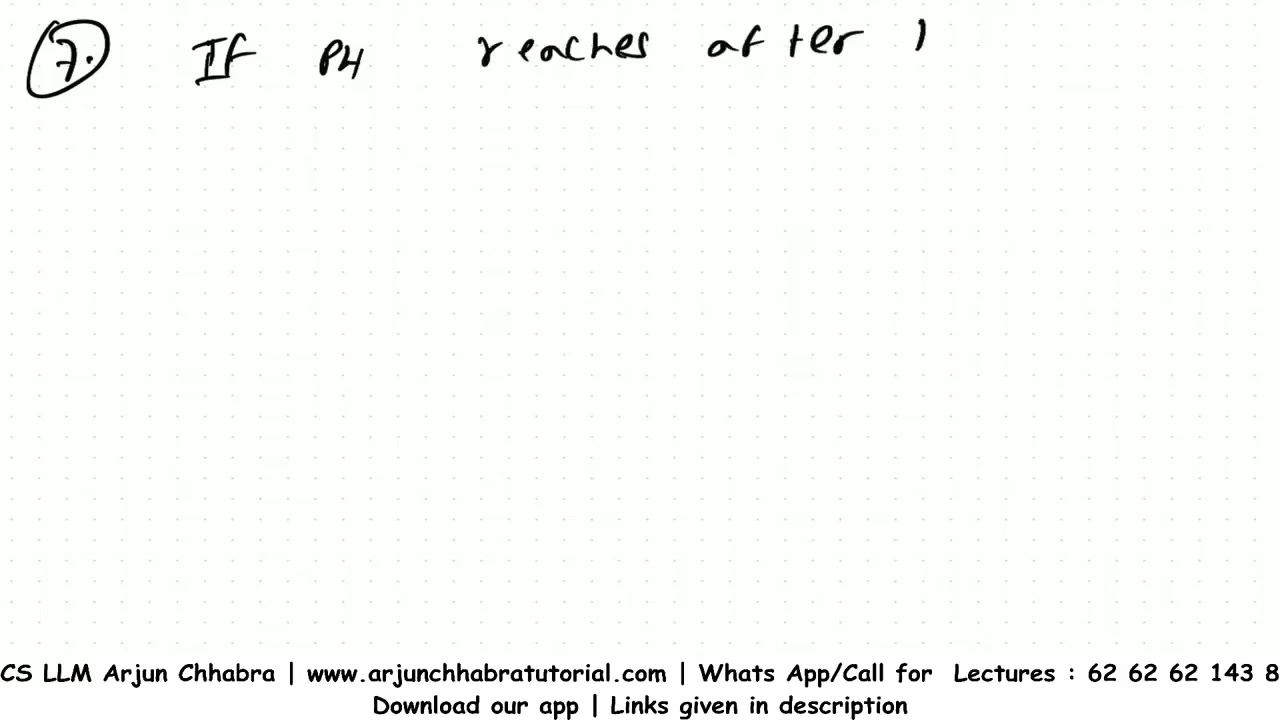 7. If P4 reaches after 1
CS LLM Arjun Chhabra | www.arjunchhabratutorial.com | Whats App/Call for Lectures : 62 62 62 143 8
Download our app | Links given in description